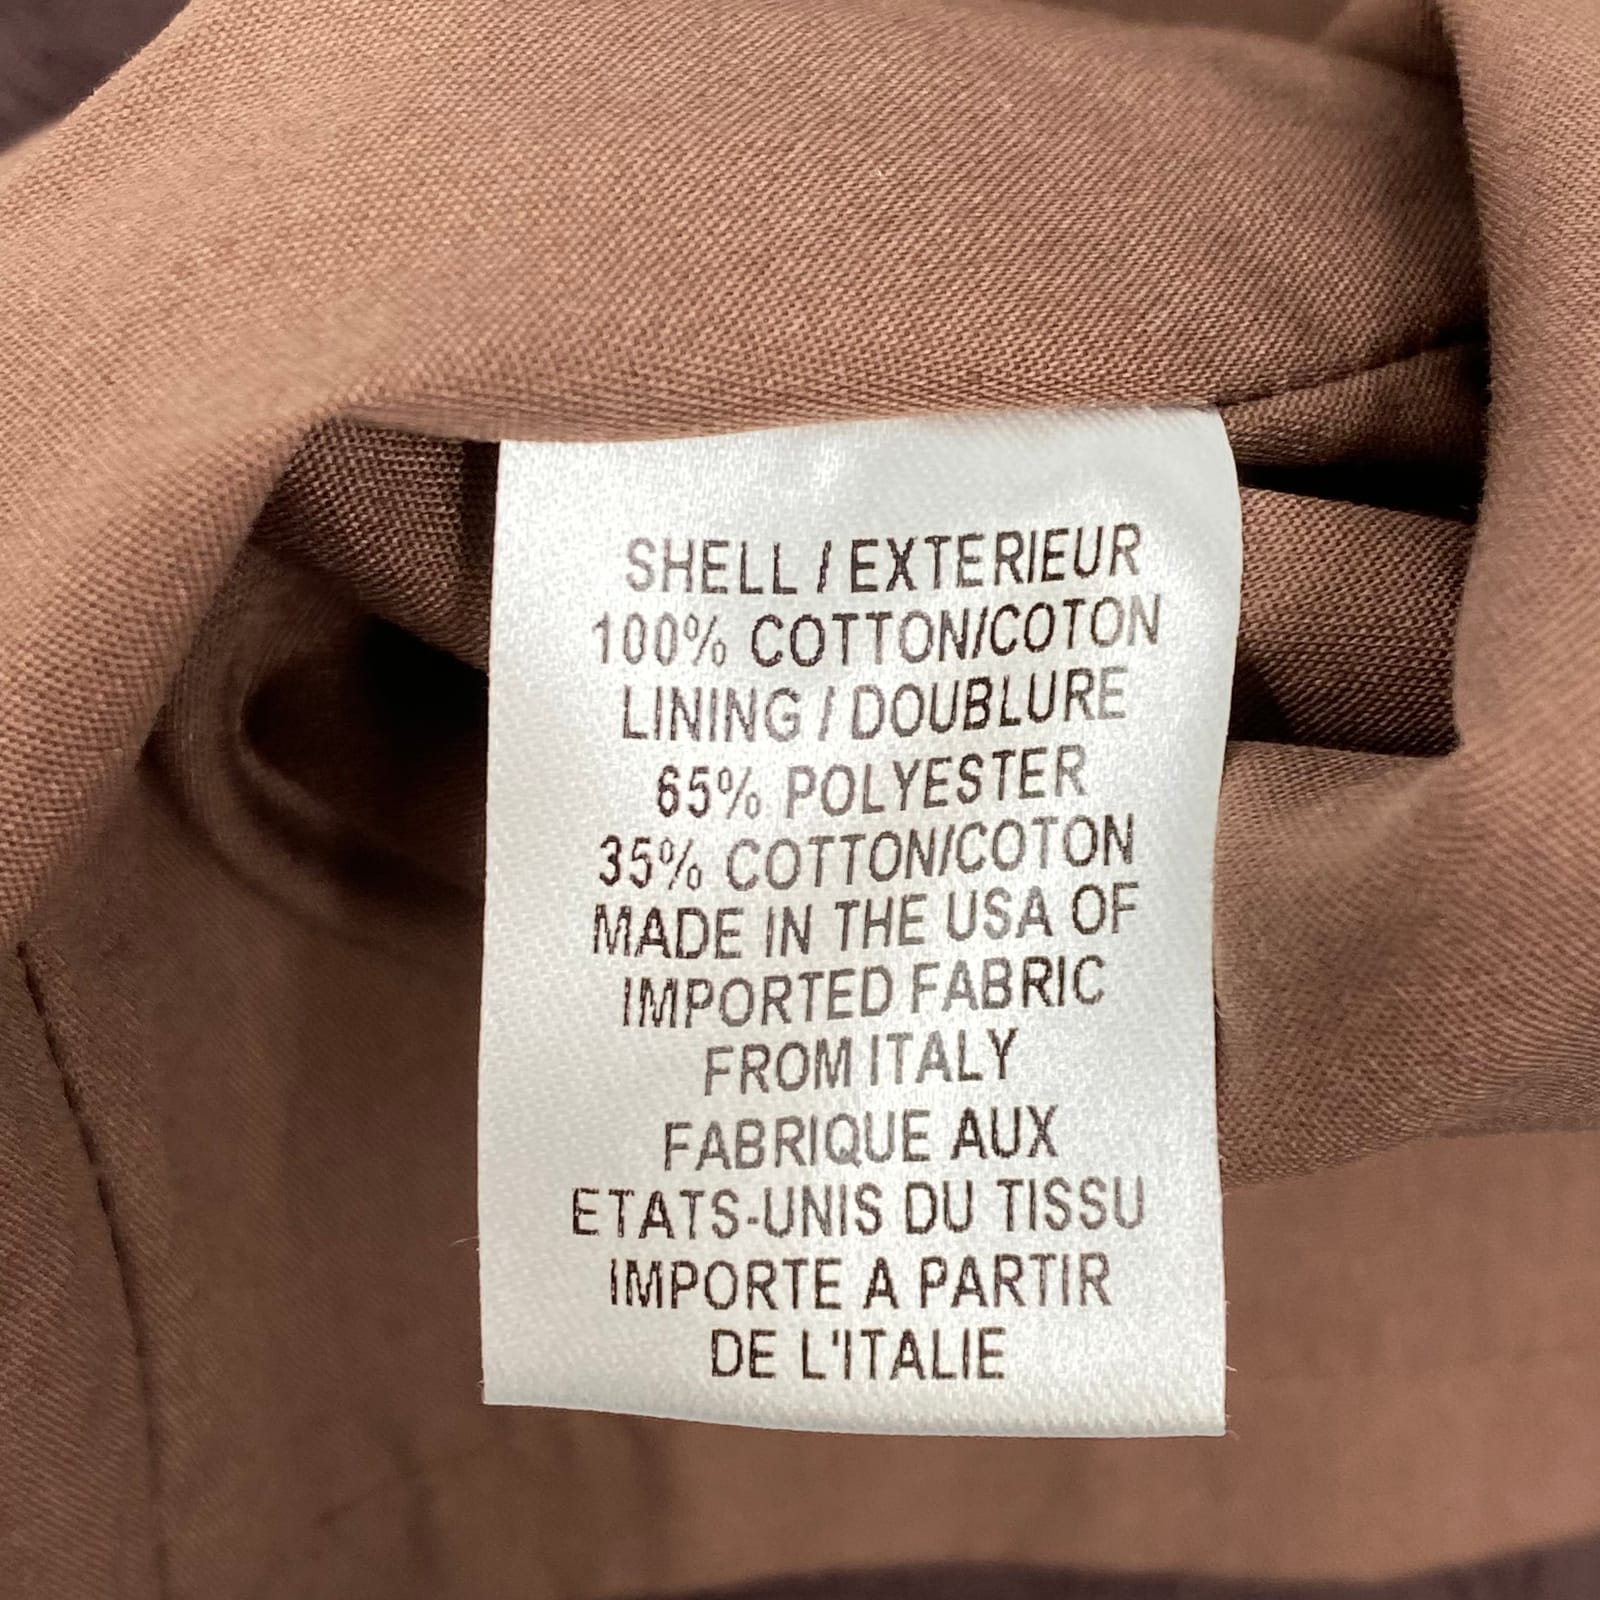 SHELL / EXTERIEUR
100% COTTON/COTON
LINING / DOUBLURE
65% POLYESTER
35% COTTON/COTON
MADE IN THE USA OF
IMPORTED FABRIC
FROM ITALY
FABRIQUE AUX
ETATS-UNIS DU TISSU
IMPORTE A PARTIR
DE L'ITALIE